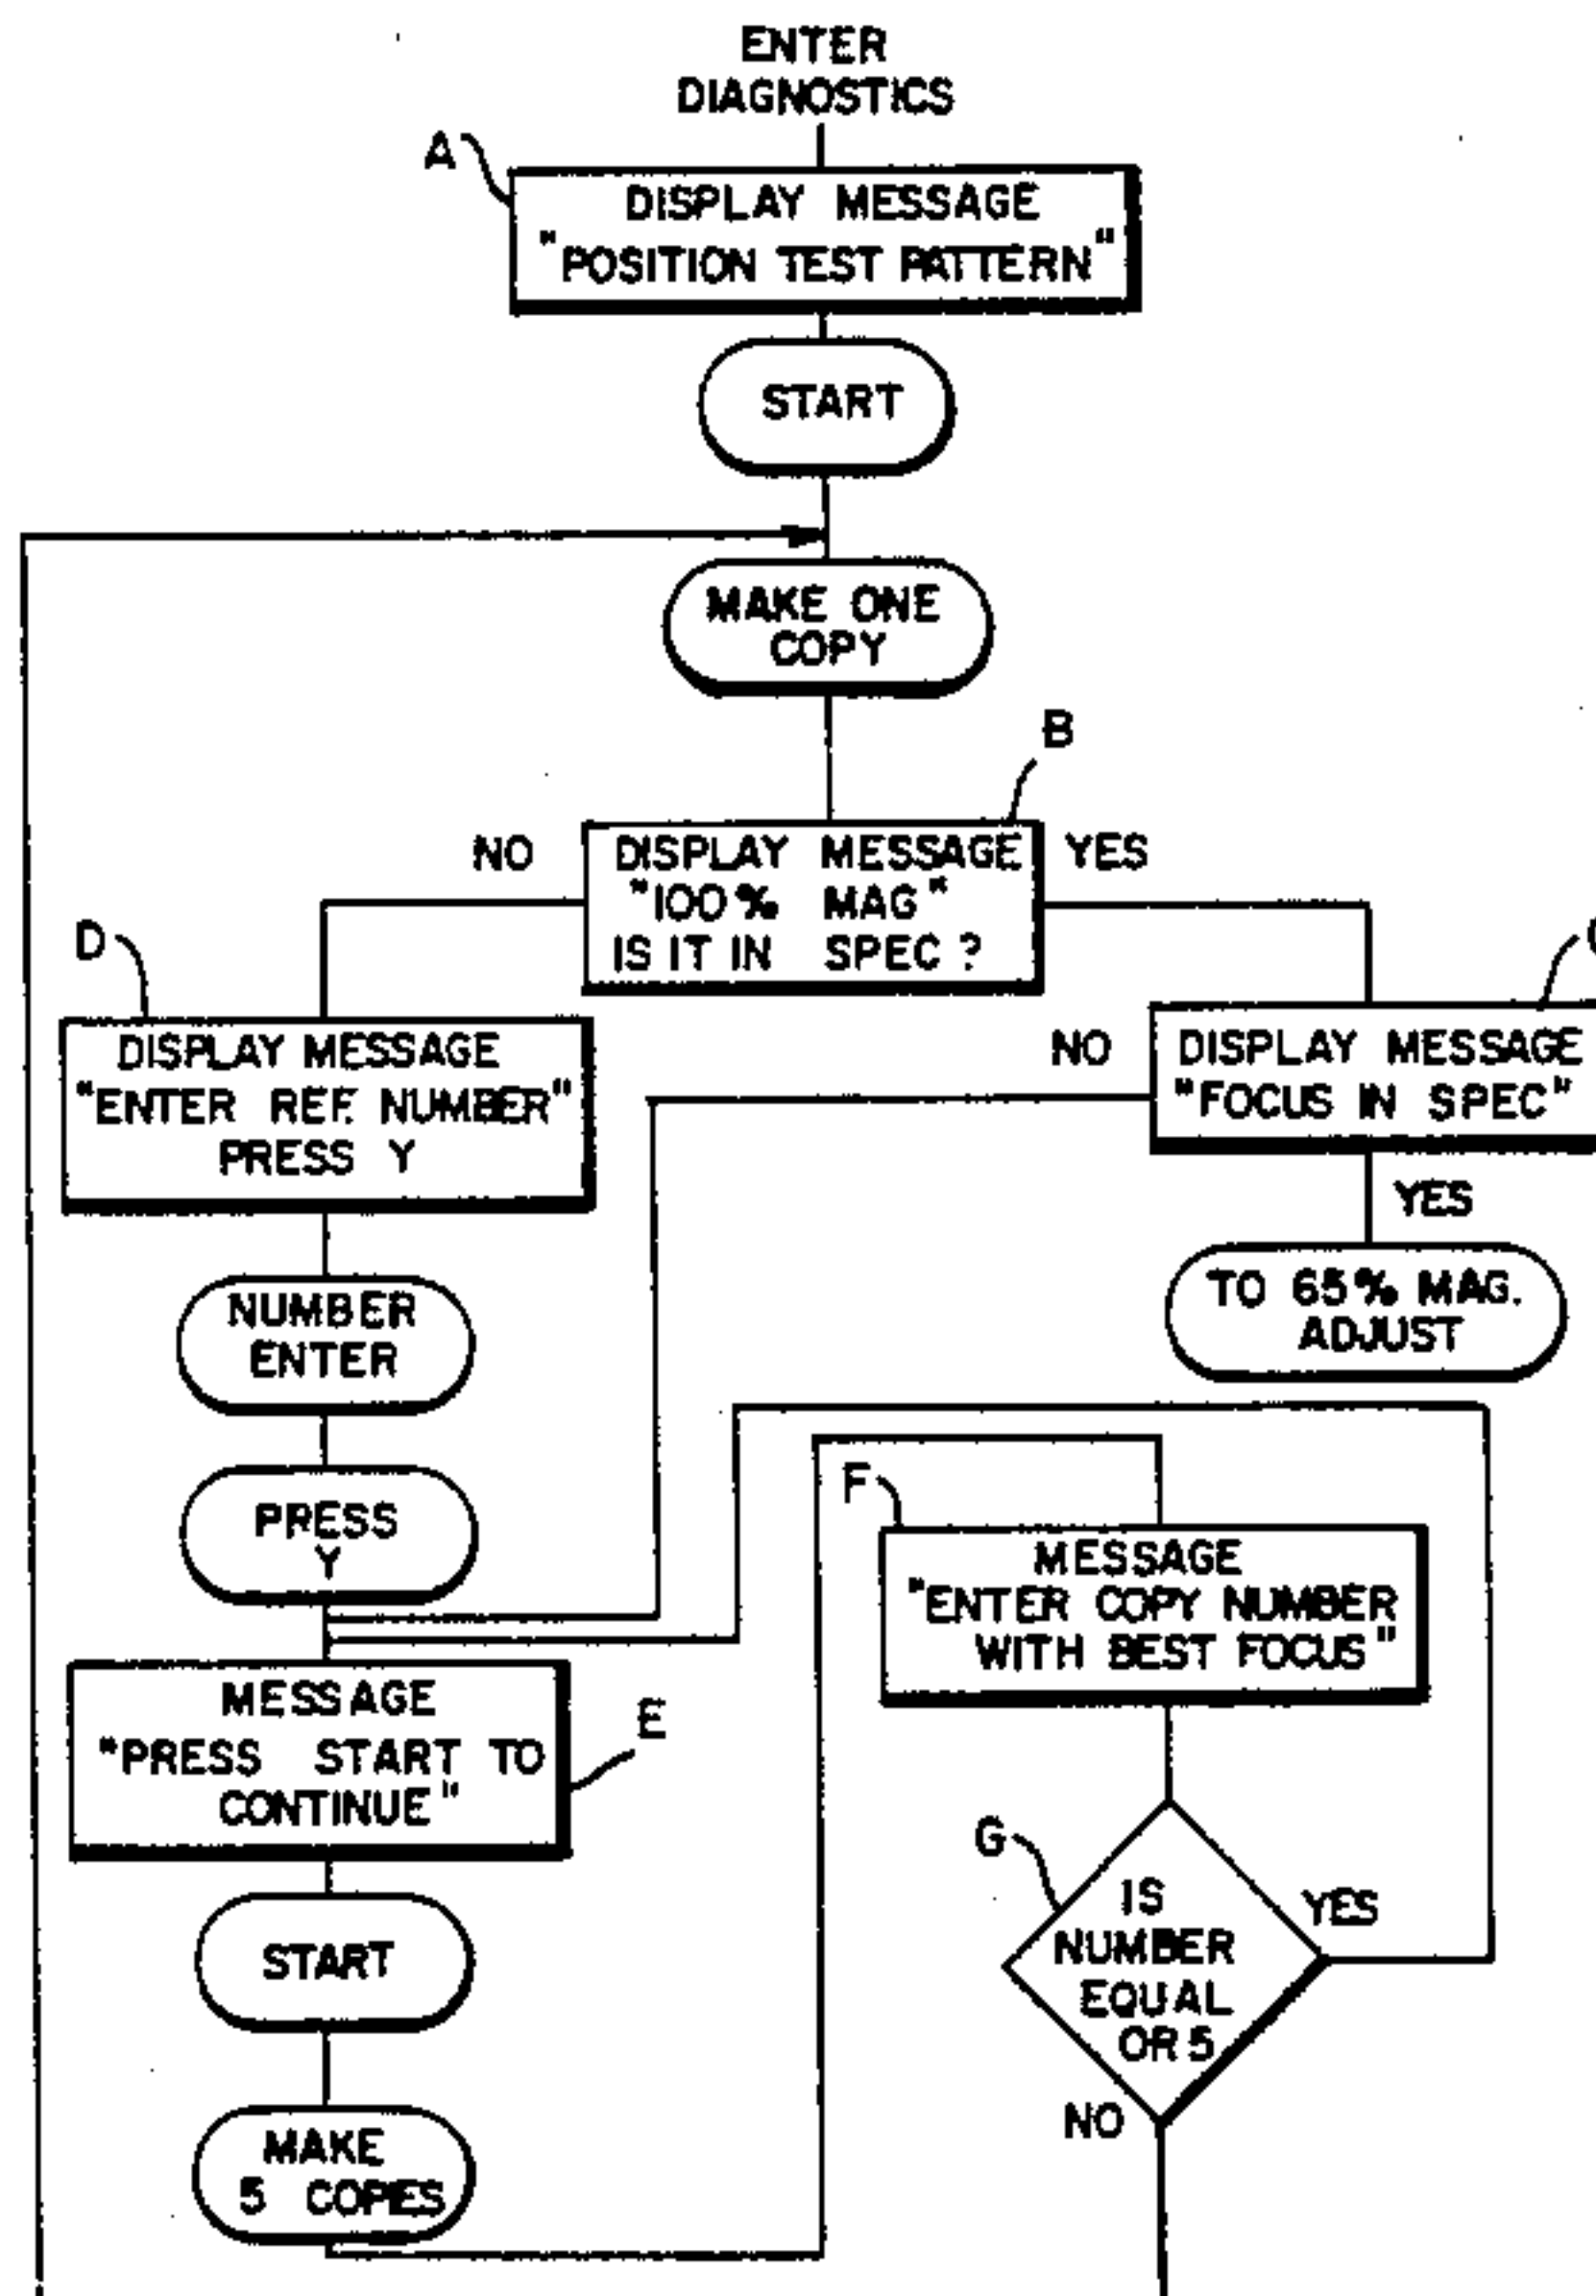 ENTER
DIAGNOSTICS
A
DISPLAY MESSAGE
"POSITION TEST PATTERN"
START
MAKE ONE
COPY
B
NO
DISPLAY MESSAGE
"100% MAG"
IS IT IN SPEC?
YES
D
DISPLAY MESSAGE
"ENTER REF. NUMBER"
PRESS Y
NO
DISPLAY MESSAGE
"FOCUS IN SPEC"
YES
TO 65% MAG.
ADJUST
NUMBER
ENTER
PRESS
Y
F
MESSAGE
"ENTER COPY NUMBER
WITH BEST FOCUS"
MESSAGE
"PRESS START TO
CONTINUE"
E
G
IS
NUMBER
EQUAL
OR 5
YES
NO
START
MAKE
5 COPIES